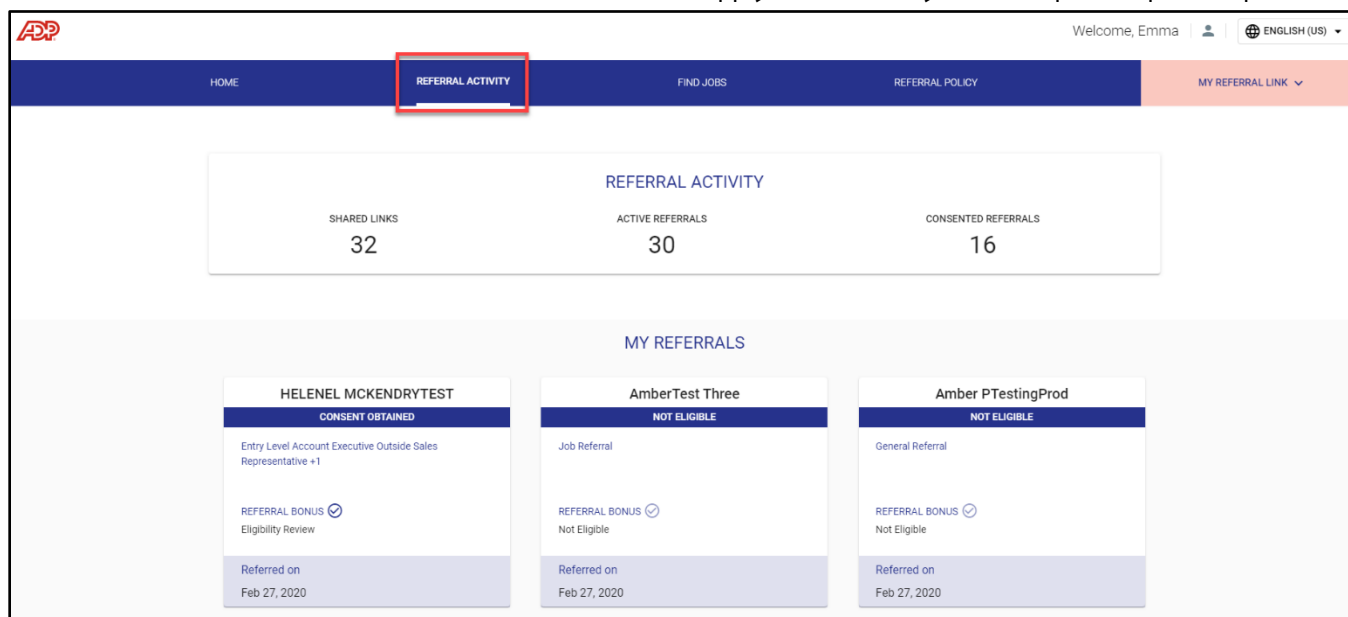 ADP
Welcome, Emma
ENGLISH (US)
HOME
REFERRAL ACTIVITY
FIND JOBS
REFERRAL POLICY
MY REFERRAL LINK
REFERRAL ACTIVITY
SHARED LINKS
32
ACTIVE REFERRALS
30
CONSENTED REFERRALS
16
MY REFERRALS
HELENEL MCKENDRYTEST
CONSENT OBTAINED
Entry Level Account Executive Outside Sales
Representative +1
REFERRAL BONUS
Eligibility Review
Referred on
Feb 27, 2020
AmberTest Three
NOT ELIGIBLE
Job Referral
REFERRAL BONUS
Not Eligible
Referred on
Feb 27, 2020
Amber PTestingProd
NOT ELIGIBLE
General Referral
REFERRAL BONUS
Not Eligible
Referred on
Feb 27, 2020